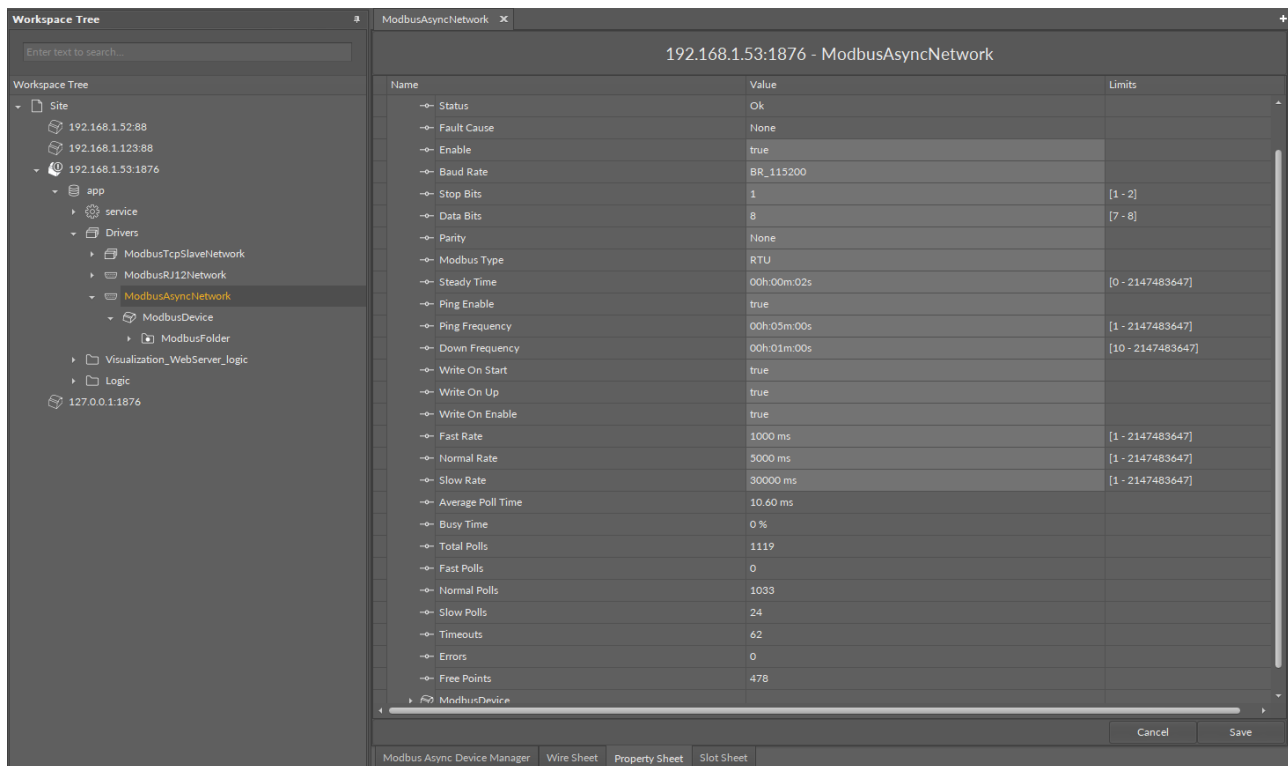 Workspace Tree
Enter text to search...
Workspace Tree
Site
192.168.1.52:88
192.168.1.123:88
192.168.1.53:1876
app
service
Drivers
ModbusTcpSlaveNetwork
ModbusRJ12Network
ModbusAsyncNetwork
ModbusDevice
ModbusFolder
Visualization_WebServer_logic
Logic
127.0.0.1:1876
ModbusAsyncNetwork
192.168.1.53:1876 - ModbusAsyncNetwork
Name Value Limits
Status Ok
Fault Cause None
Enable true
Baud Rate BR_115200
Stop Bits 1 [1 - 2]
Data Bits 8 [7 - 8]
Parity None
Modbus Type RTU
Steady Time 00h:00m:02s [0 - 2147483647]
Ping Enable true
Ping Frequency 00h:05m:00s [1 - 2147483647]
Down Frequency 00h:01m:00s [10 - 2147483647]
Write On Start true
Write On Up true
Write On Enable true
Fast Rate 1000 ms [1 - 2147483647]
Normal Rate 5000 ms [1 - 2147483647]
Slow Rate 30000 ms [1 - 2147483647]
Average Poll Time 10.60 ms
Busy Time 0 %
Total Polls 1119
Fast Polls 0
Normal Polls 1033
Slow Polls 24
Timeouts 62
Errors 0
Free Points 478
ModbusDevice
Cancel Save
Modbus Async Device Manager Wire Sheet Property Sheet Slot Sheet